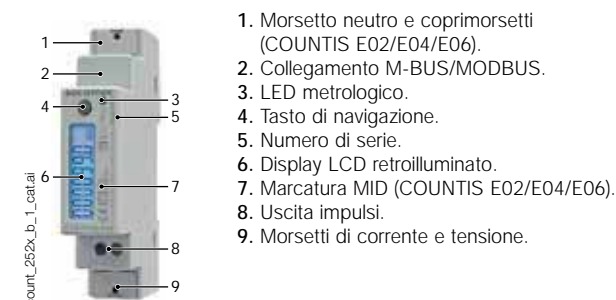 1
2
3
4
5
6
7
8
9
count_252x_b_1_cat.ai
1. Morsetto neutro e coprimorsetti
(COUNTIS E02/E04/E06).
2. Collegamento M-BUS/MODBUS.
3. LED metrologico.
4. Tasto di navigazione.
5. Numero di serie.
6. Display LCD retroilluminato.
7. Marcatura MID (COUNTIS E02/E04/E06).
8. Uscita impulsi.
9. Morsetti di corrente e tensione.